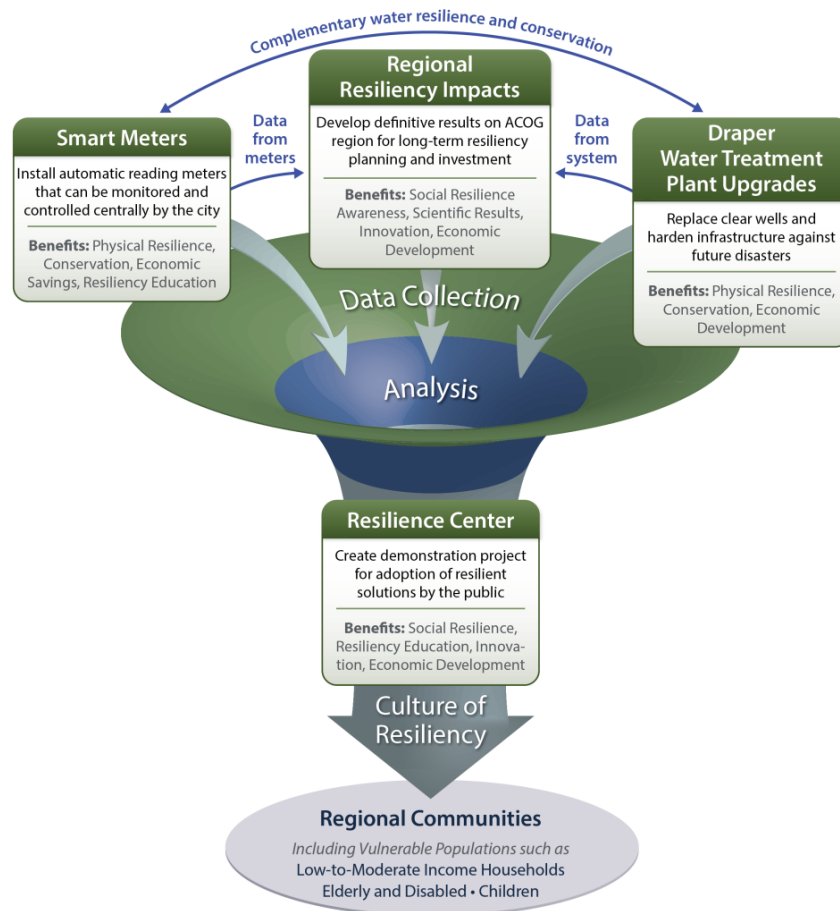 Complementary water resilience and conservation
Smart Meters
Install automatic reading meters
that can be monitored and
controlled centrally by the city
Benefits: Physical Resilience,
Conservation, Economic
Savings, Resiliency Education
Data
from
meters
Regional
Resiliency Impacts
Develop definitive results on ACOG
region for long-term resiliency
planning and investment
Benefits: Social Resilience
Awareness, Scientific Results,
Innovation, Economic
Development
Data
from
system
Draper
Water Treatment
Plant Upgrades
Replace clear wells and
harden infrastructure against
future disasters
Benefits: Physical Resilience,
Conservation, Economic
Development
Data Collection
Analysis
Resilience Center
Create demonstration project
for adoption of resilient
solutions by the public
Benefits: Social Resilience,
Resiliency Education, Innova-
tion, Economic Development
Culture of
Resiliency
Regional Communities
Including Vulnerable Populations such as
Low-to-Moderate Income Households
Elderly and Disabled • Children